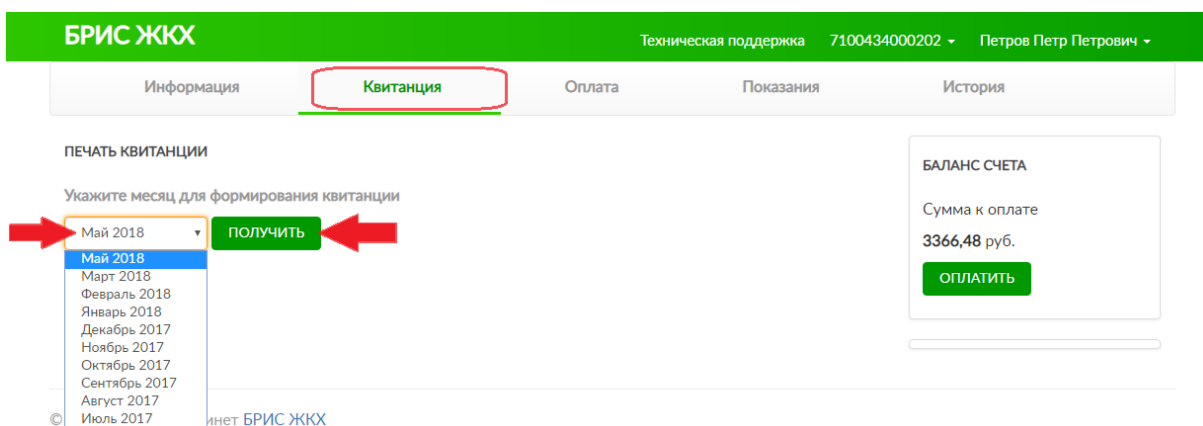 БРИС ЖКХ
Техническая поддержка 7100434000202 Петров Петр Петрович
Информация Квитанция Оплата Показания История
ПЕЧАТЬ КВИТАНЦИИ
Укажите месяц для формирования квитанции
Май 2018 ПОЛУЧИТЬ
Май 2018
Март 2018
Февраль 2018
Январь 2018
Декабрь 2017
Ноябрь 2017
Октябрь 2017
Сентябрь 2017
Август 2017
Июль 2017
БАЛАНС СЧЕТА
Сумма к оплате
3366,48 руб.
ОПЛАТИТЬ
© инет БРИС ЖКХ